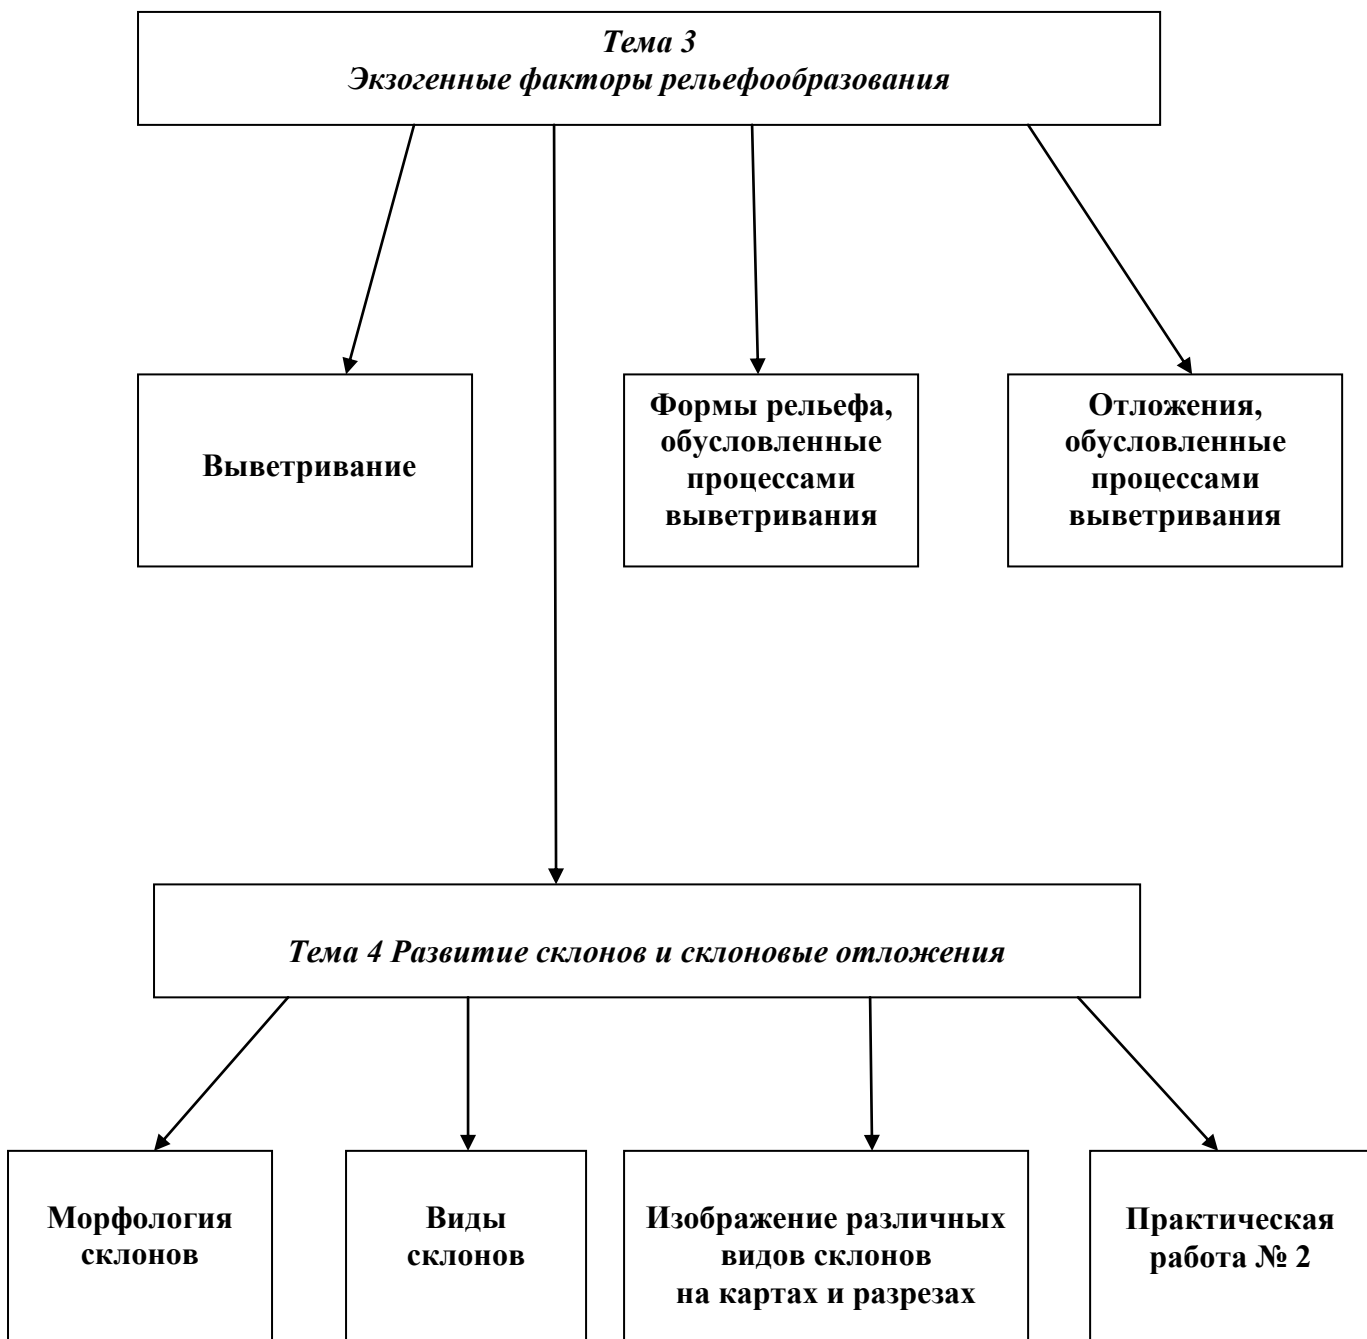 Тема 3
Экзогенные факторы рельефообразования
Выветривание
Формы рельефа,
обусловленные
процессами
выветривания
Отложения,
обусловленные
процессами
выветривания
Тема 4 Развитие склонов и склоновые отложения
Морфология
склонов
Виды
склонов
Изображение различных
видов склонов
на картах и разрезах
Практическая
работа № 2